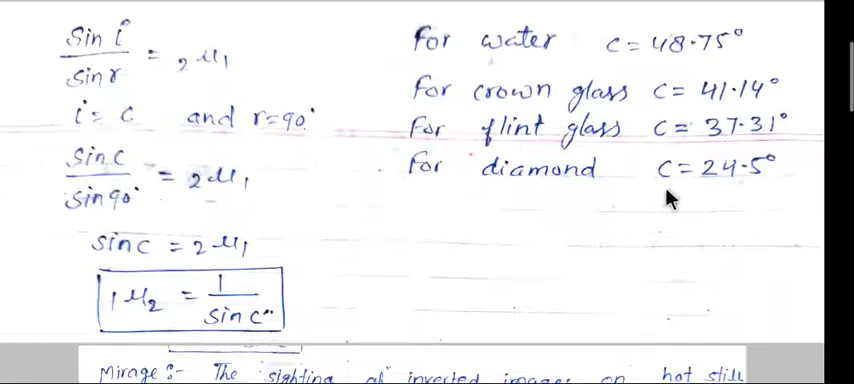 sin i / sin r = ₂μ₁
i = c and r=90°
sin c / sin 90° = ₂μ₁
sin c = ₂μ₁
₁μ₂ = 1 / sin c"
For water c = 48.75°
For crown glass c = 41.14°
For flint glass c = 37.31°
For diamond c = 24.5°
Mirage:- The sighting of inverted images on hot still